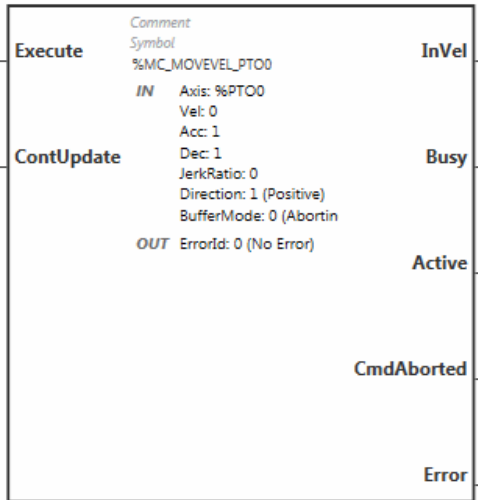 Comment
Symbol
Execute
%MC_MOVEVEL_PTO0
InVel
IN Axis: %PTO0
Vel: 0
Acc: 1
Dec: 1
ContUpdate
Busy
JerkRatio: 0
Direction: 1 (Positive)
BufferMode: 0 (Abortin
OUT ErrorId: 0 (No Error)
Active
CmdAborted
Error